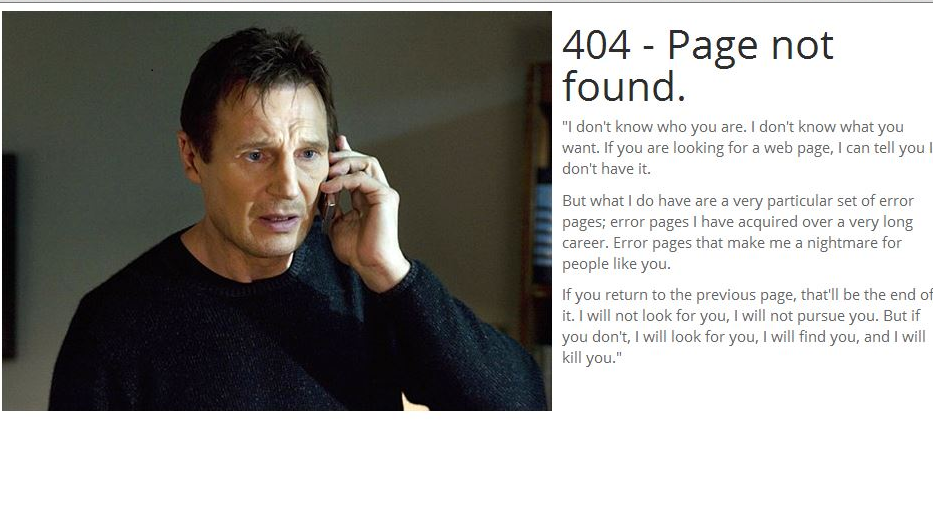 404 - Page not
found.
"I don't know who you are. I don't know what you
want. If you are looking for a web page, I can tell you I
don't have it.
But what I do have are a very particular set of error
pages; error pages I have acquired over a very long
career. Error pages that make me a nightmare for
people like you.
If you return to the previous page, that'll be the end of
it. I will not look for you, I will not pursue you. But if
you don't, I will look for you, I will find you, and I will
kill you."